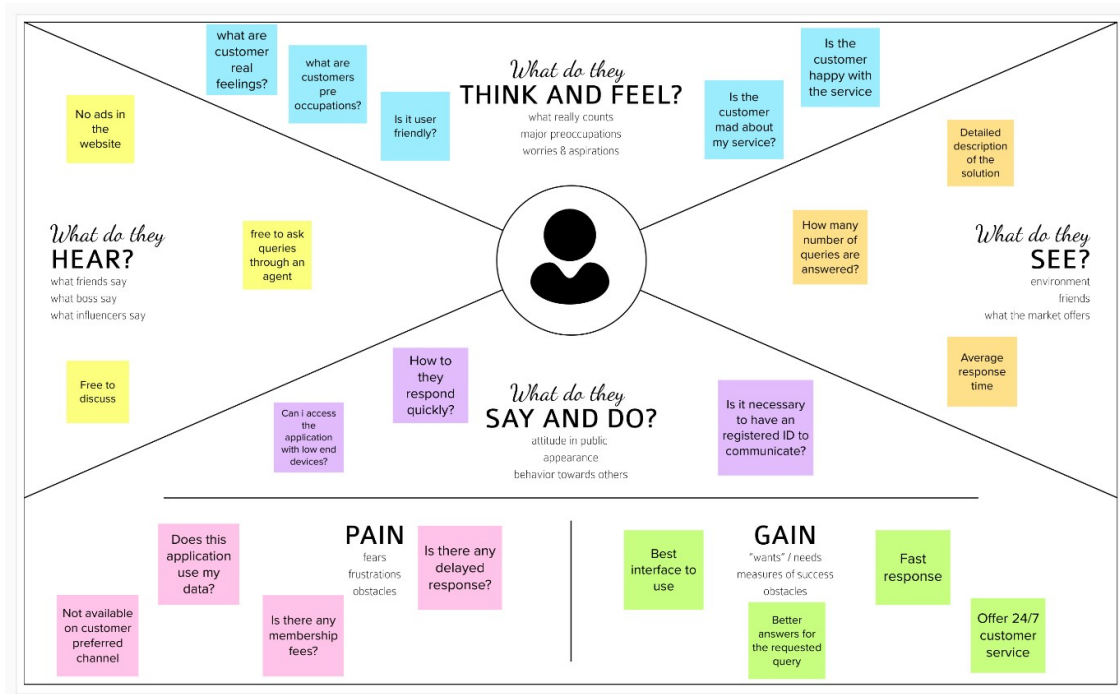 what are
customer
real
feelings?
what are
customers
pre
occupations?
Is it user
friendly?
What do they
THINK AND FEEL?
what really counts
major preoccupations
worries & aspirations
Is the
customer
mad about
my service?
Is the
customer
happy with
the service
No ads in
the
website
free to ask
queries
through an
agent
What do they
HEAR?
what friends say
what boss say
what influencers say
Free to
discuss
Detailed
description
of the
solution
How many
number of
queries are
answered?
What do they
SEE?
environment
friends
what the market offers
Average
response
time
Can i access
the
application
with low end
devices?
How to
they
respond
quickly?
What do they
SAY AND DO?
attitude in public
appearance
behavior towards others
Is it necessary
to have an
registered ID to
communicate?
Not available
on customer
preferred
channel
Does this
application
use my
data?
Is there any
membership
fees?
PAIN
fears
frustrations
obstacles
Is there any
delayed
response?
Best
interface to
use
GAIN
"wants" / needs
measures of success
obstacles
Better
answers for
the requested
query
Fast
response
Offer 24/7
customer
service